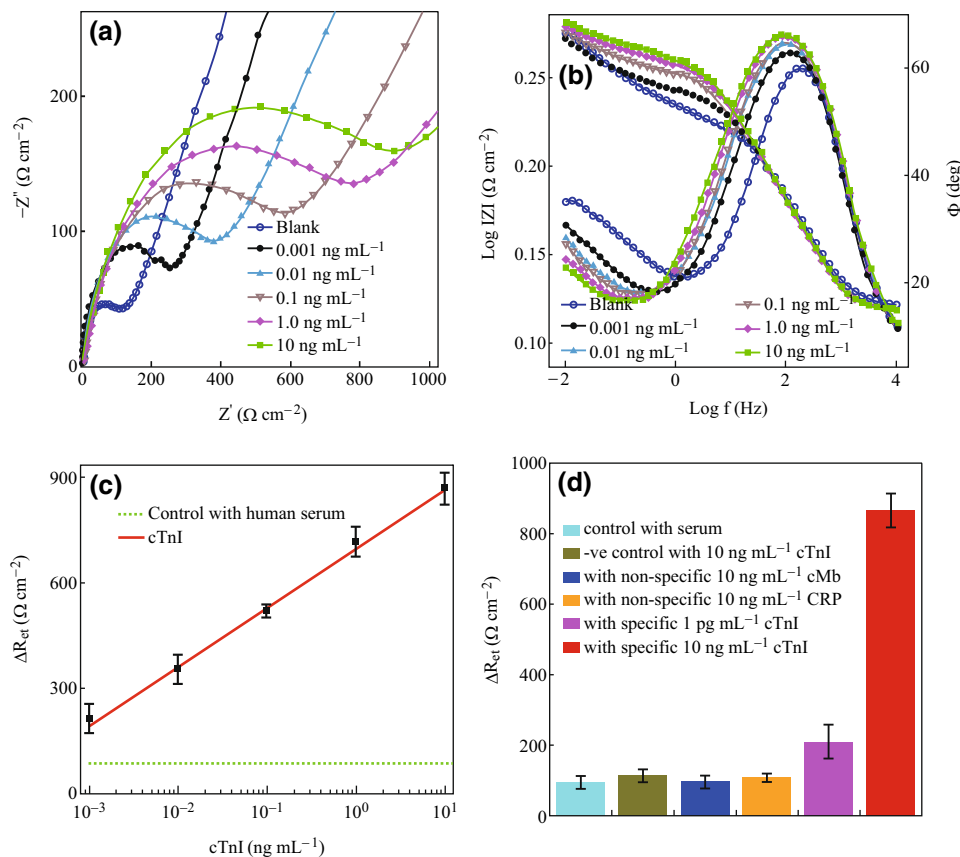 (a)
200
100
0
−Z″ (Ω cm⁻²)
Blank
0.001 ng mL⁻¹
0.01 ng mL⁻¹
0.1 ng mL⁻¹
1.0 ng mL⁻¹
10 ng mL⁻¹
0 200 400 600 800 1000
Z′ (Ω cm⁻²)
(b)
0.25
0.20
0.15
0.10
Log |Z| (Ω cm⁻²)
60
40
20
Φ (deg)
Blank
0.001 ng mL⁻¹
0.01 ng mL⁻¹
0.1 ng mL⁻¹
1.0 ng mL⁻¹
10 ng mL⁻¹
−2 0 2 4
Log f (Hz)
(c)
900
600
300
0
ΔRet (Ω cm⁻²)
Control with human serum
cTnI
10⁻³ 10⁻² 10⁻¹ 10⁰ 10¹
cTnI (ng mL⁻¹)
(d)
1000
800
600
400
200
0
ΔRet (Ω cm⁻²)
control with serum
-ve control with 10 ng mL⁻¹ cTnI
with non-specific 10 ng mL⁻¹ cMb
with non-specific 10 ng mL⁻¹ CRP
with specific 1 pg mL⁻¹ cTnI
with specific 10 ng mL⁻¹ cTnI